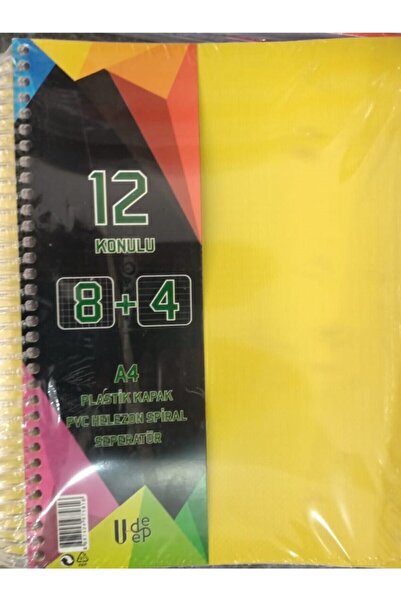 12
KONULU
8 + 4
A4
PLASTİK KAPAK
PVC HELEZON SPİRAL
SEPERATÖR
U deep